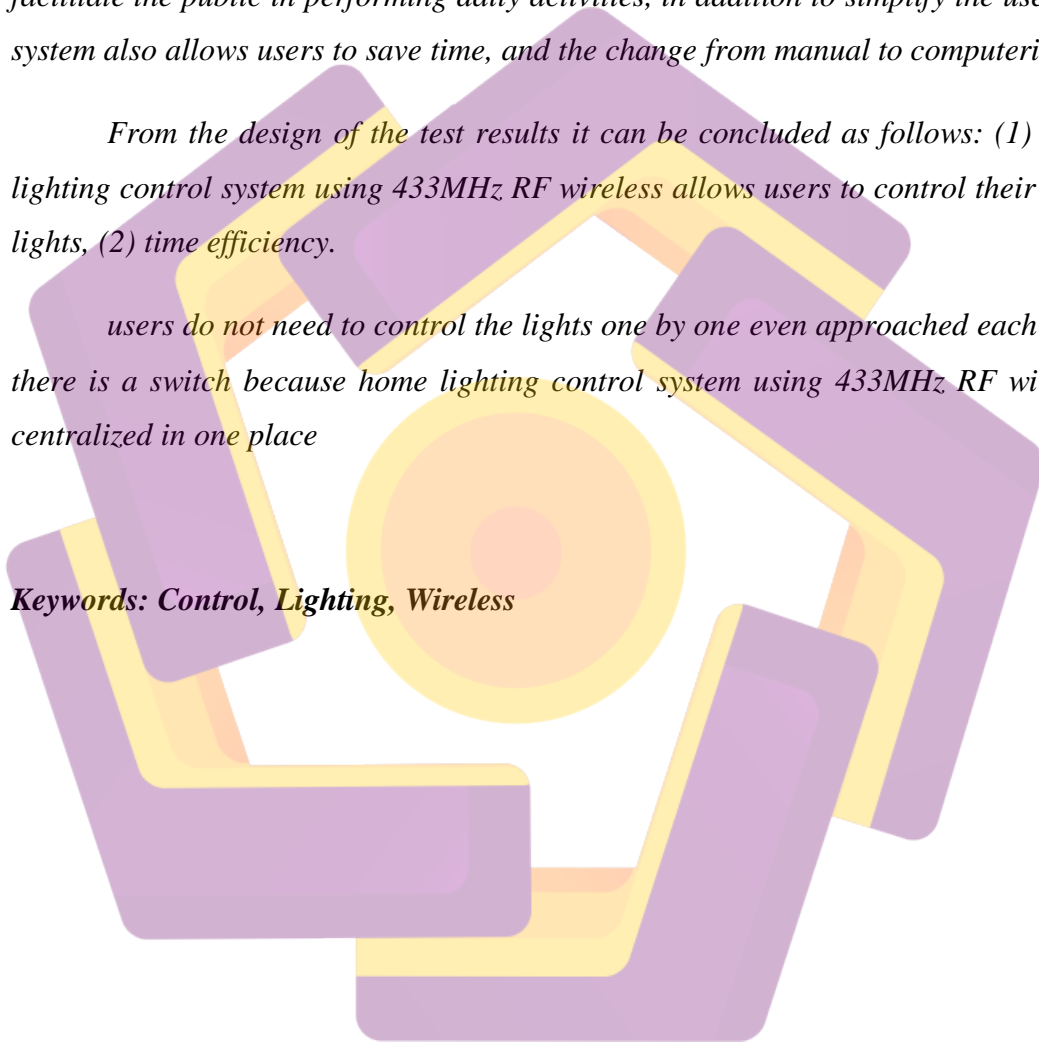 facilitate the public in performing daily activities, in addition to simplify the use
system also allows users to save time, and the change from manual to computeri
From the design of the test results it can be concluded as follows: (1)
lighting control system using 433MHz RF wireless allows users to control their
lights, (2) time efficiency.
users do not need to control the lights one by one even approached each
there is a switch because home lighting control system using 433MHz RF wi
centralized in one place
Keywords: Control, Lighting, Wireless